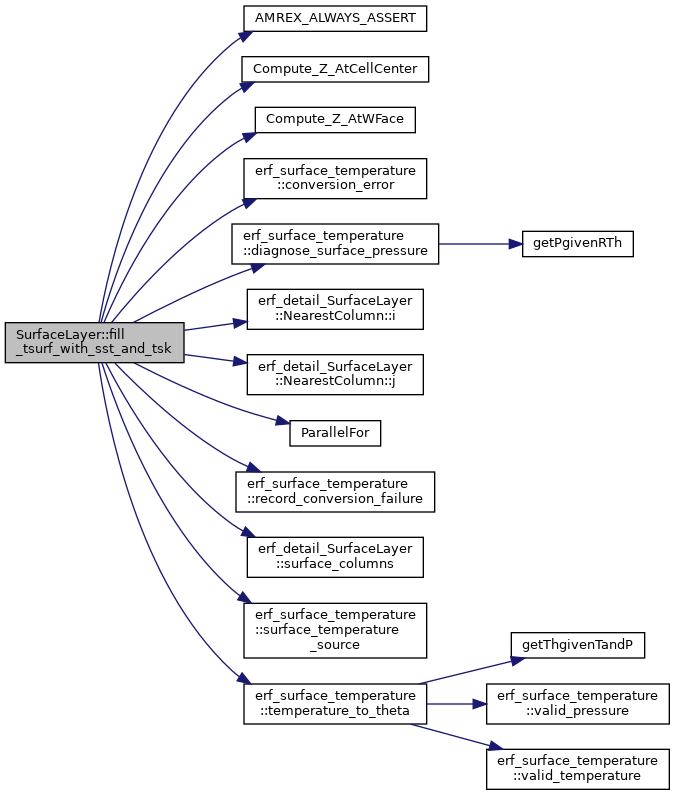 AMREX_ALWAYS_ASSERT
Compute_Z_AtCellCenter
Compute_Z_AtWFace
erf_surface_temperature
::conversion_error
erf_surface_temperature
::diagnose_surface_pressure
getPgivenRTh
erf_detail_SurfaceLayer
::NearestColumn::i
SurfaceLayer::fill
_tsurf_with_sst_and_tsk
erf_detail_SurfaceLayer
::NearestColumn::j
ParallelFor
erf_surface_temperature
::record_conversion_failure
erf_detail_SurfaceLayer
::surface_columns
erf_surface_temperature
::surface_temperature
_source
getThgivenTandP
erf_surface_temperature
::temperature_to_theta
erf_surface_temperature
::valid_pressure
erf_surface_temperature
::valid_temperature